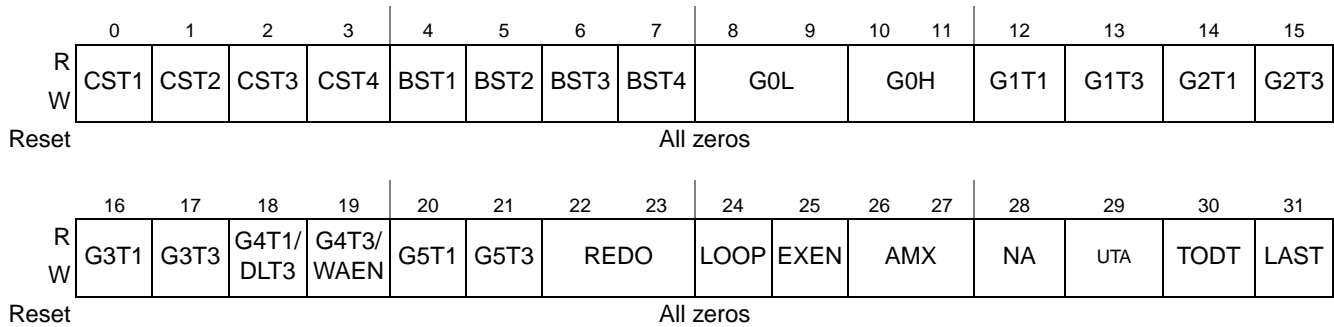 0 1 2 3 4 5 6 7 8 9 10 11 12 13 14 15
R
W
CST1 CST2 CST3 CST4 BST1 BST2 BST3 BST4 G0L G0H G1T1 G1T3 G2T1 G2T3
Reset All zeros
16 17 18 19 20 21 22 23 24 25 26 27 28 29 30 31
R
W
G3T1 G3T3 G4T1/ DLT3 G4T3/ WAEN G5T1 G5T3 REDO LOOP EXEN AMX NA UTA TODT LAST
Reset All zeros